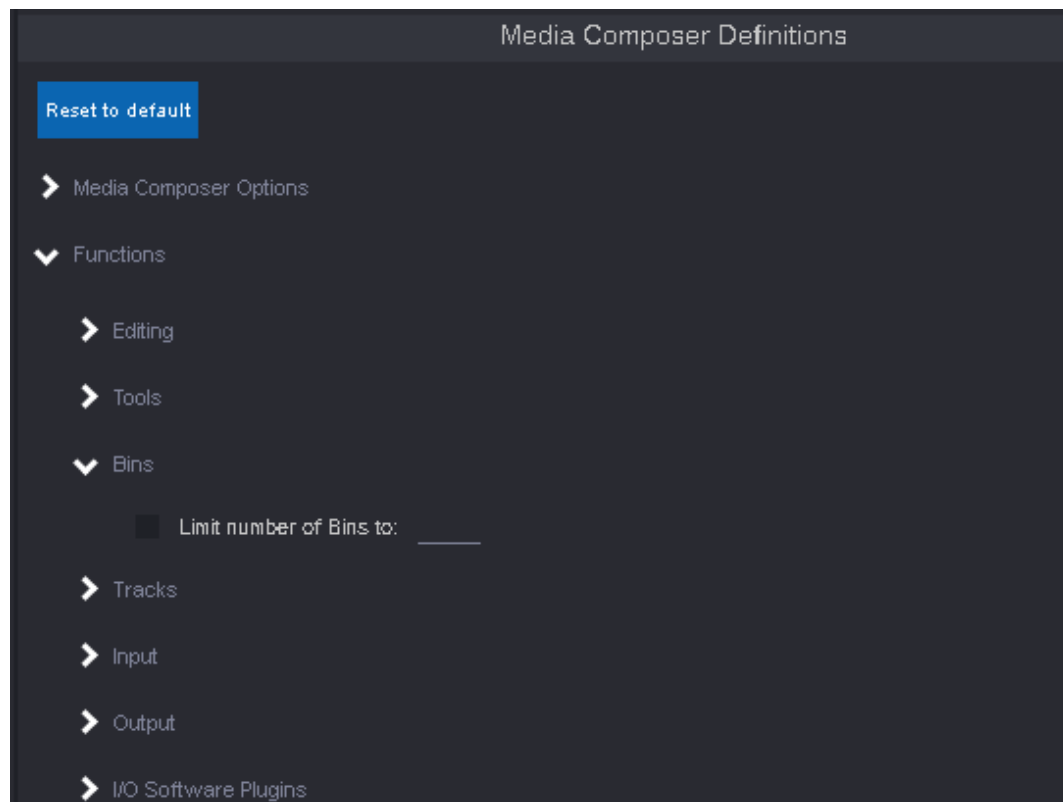 Media Composer Definitions
Reset to default
Media Composer Options
Functions
Editing
Tools
Bins
Limit number of Bins to:
Tracks
Input
Output
I/O Software Plugins